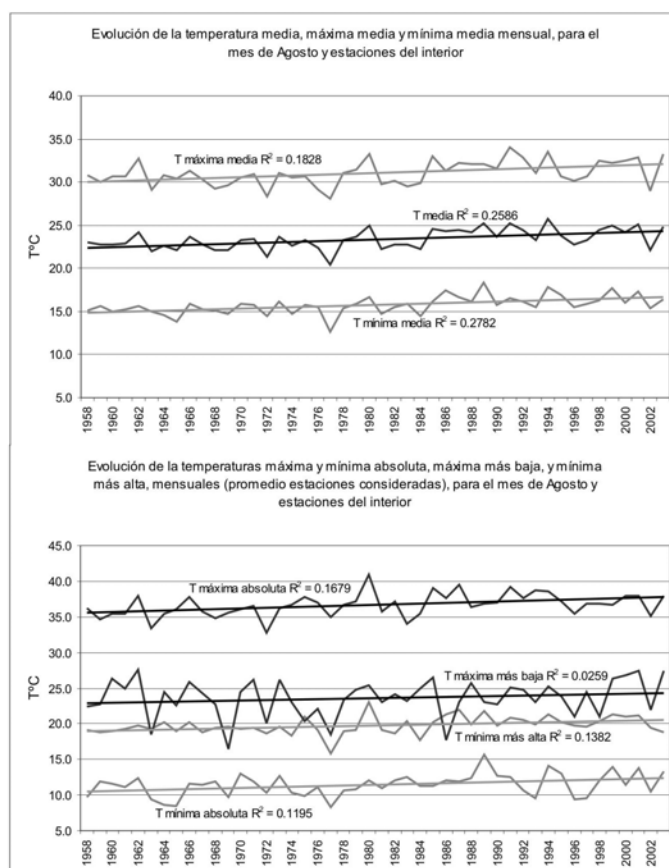 Evolución de la temperatura media, máxima media y mínima media mensual, para el
mes de Agosto y estaciones del interior
40.0
35.0
T máxima media R² = 0.1828
30.0
25.0
T media R² = 0.2586
T°C
20.0
15.0
T mínima media R² = 0.2782
10.0
5.0
1958 1960 1962 1964 1966 1968 1970 1972 1974 1976 1978 1980 1982 1984 1986 1988 1990 1992 1994 1996 1998 2000 2002
Evolución de la temperaturas máxima y mínima absoluta, máxima más baja, y mínima
más alta, mensuales (promedio estaciones consideradas), para el mes de Agosto y
estaciones del interior
45.0
40.0
T máxima absoluta R² = 0.1679
35.0
30.0
T máxima más baja R² = 0.0259
T°C
25.0
20.0
T mínima más alta R² = 0.1382
15.0
10.0
T mínima absoluta R² = 0.1195
5.0
1958 1960 1962 1964 1966 1968 1970 1972 1974 1976 1978 1980 1982 1984 1986 1988 1990 1992 1994 1996 1998 2000 2002